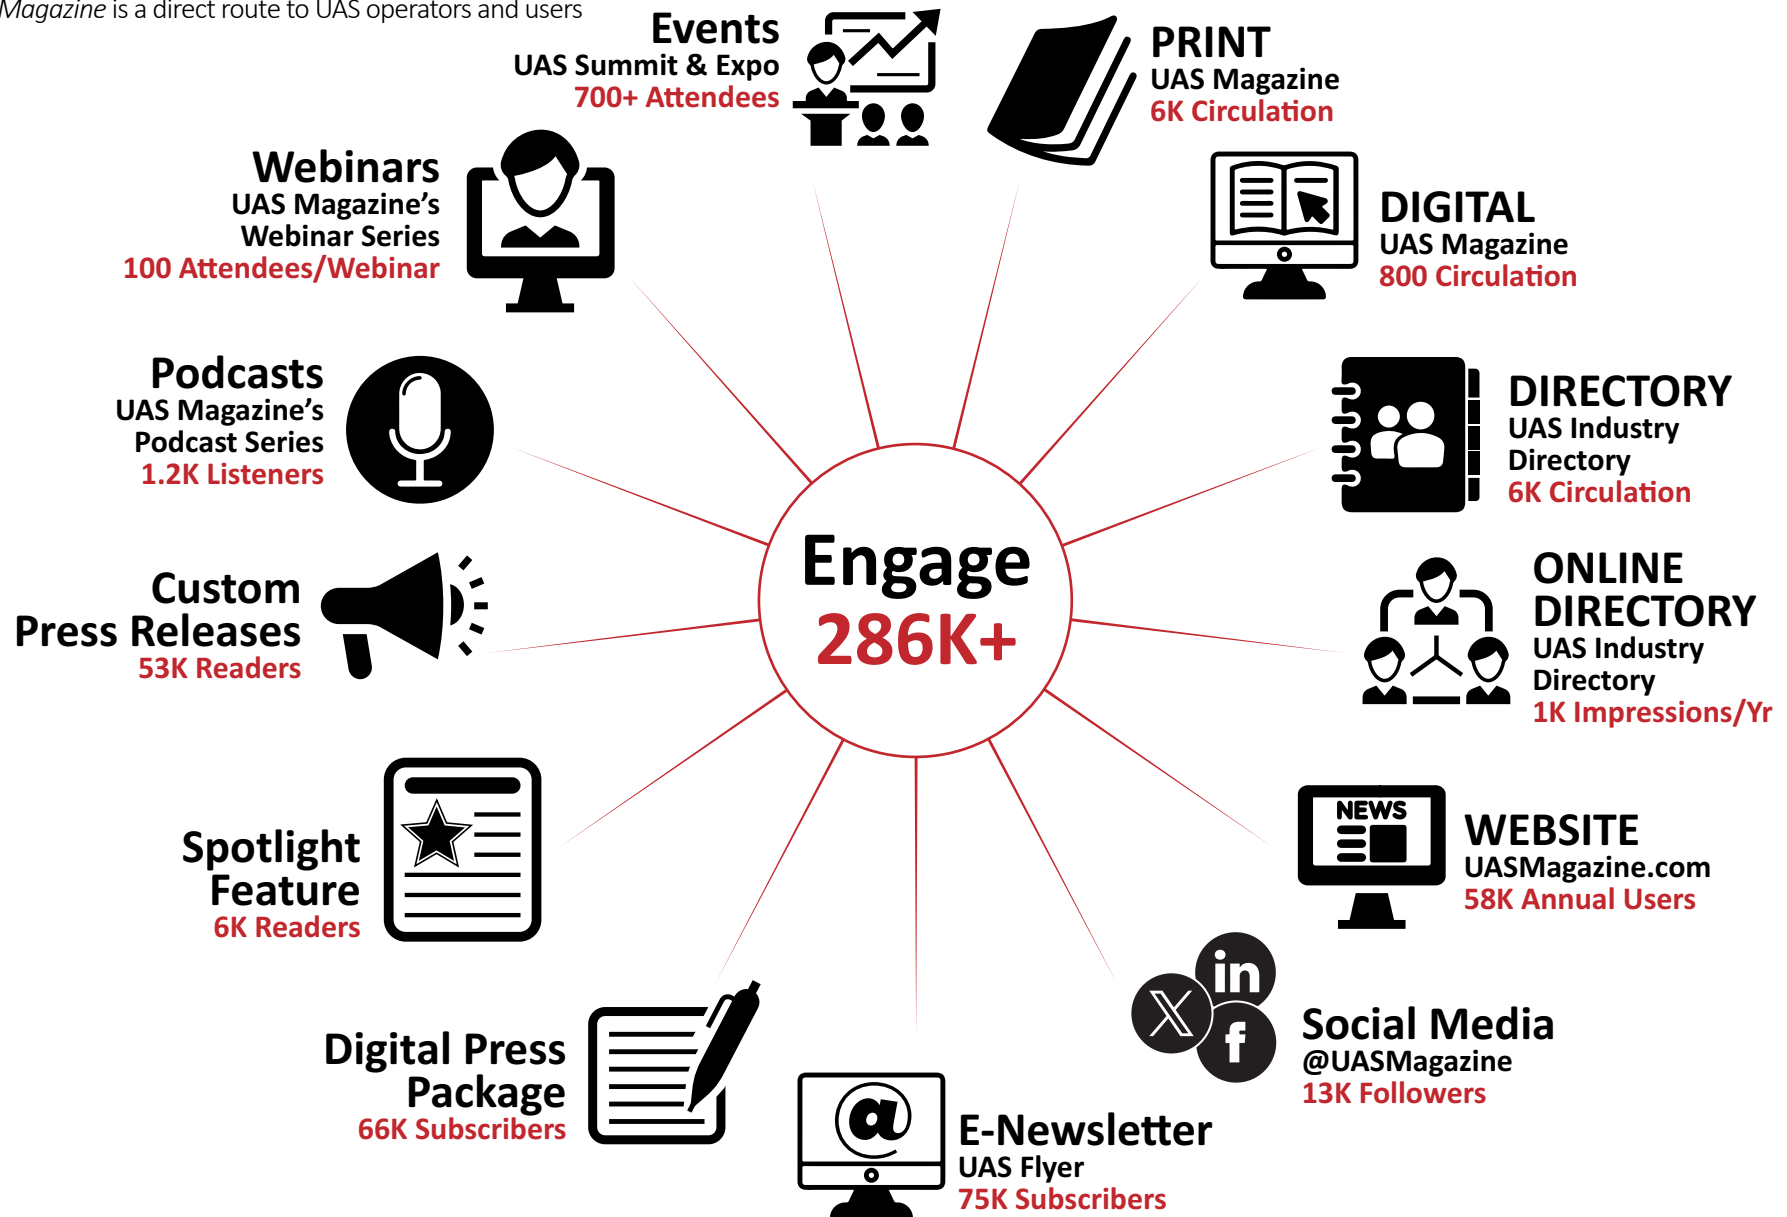 Magazine is a direct route to UAS operators and users
Events
UAS Summit & Expo
700+ Attendees
PRINT
UAS Magazine
6K Circulation
Webinars
UAS Magazine's
Webinar Series
100 Attendees/Webinar
DIGITAL
UAS Magazine
800 Circulation
Podcasts
UAS Magazine's
Podcast Series
1.2K Listeners
DIRECTORY
UAS Industry
Directory
6K Circulation
Engage
286K+
Custom
Press Releases
53K Readers
ONLINE
DIRECTORY
UAS Industry
Directory
1K Impressions/Yr
Spotlight
Feature
6K Readers
NEWS
WEBSITE
UASMagazine.com
58K Annual Users
Digital Press
Package
66K Subscribers
in
X
f
Social Media
@UASMagazine
13K Followers
@
E-Newsletter
UAS Flyer
75K Subscribers